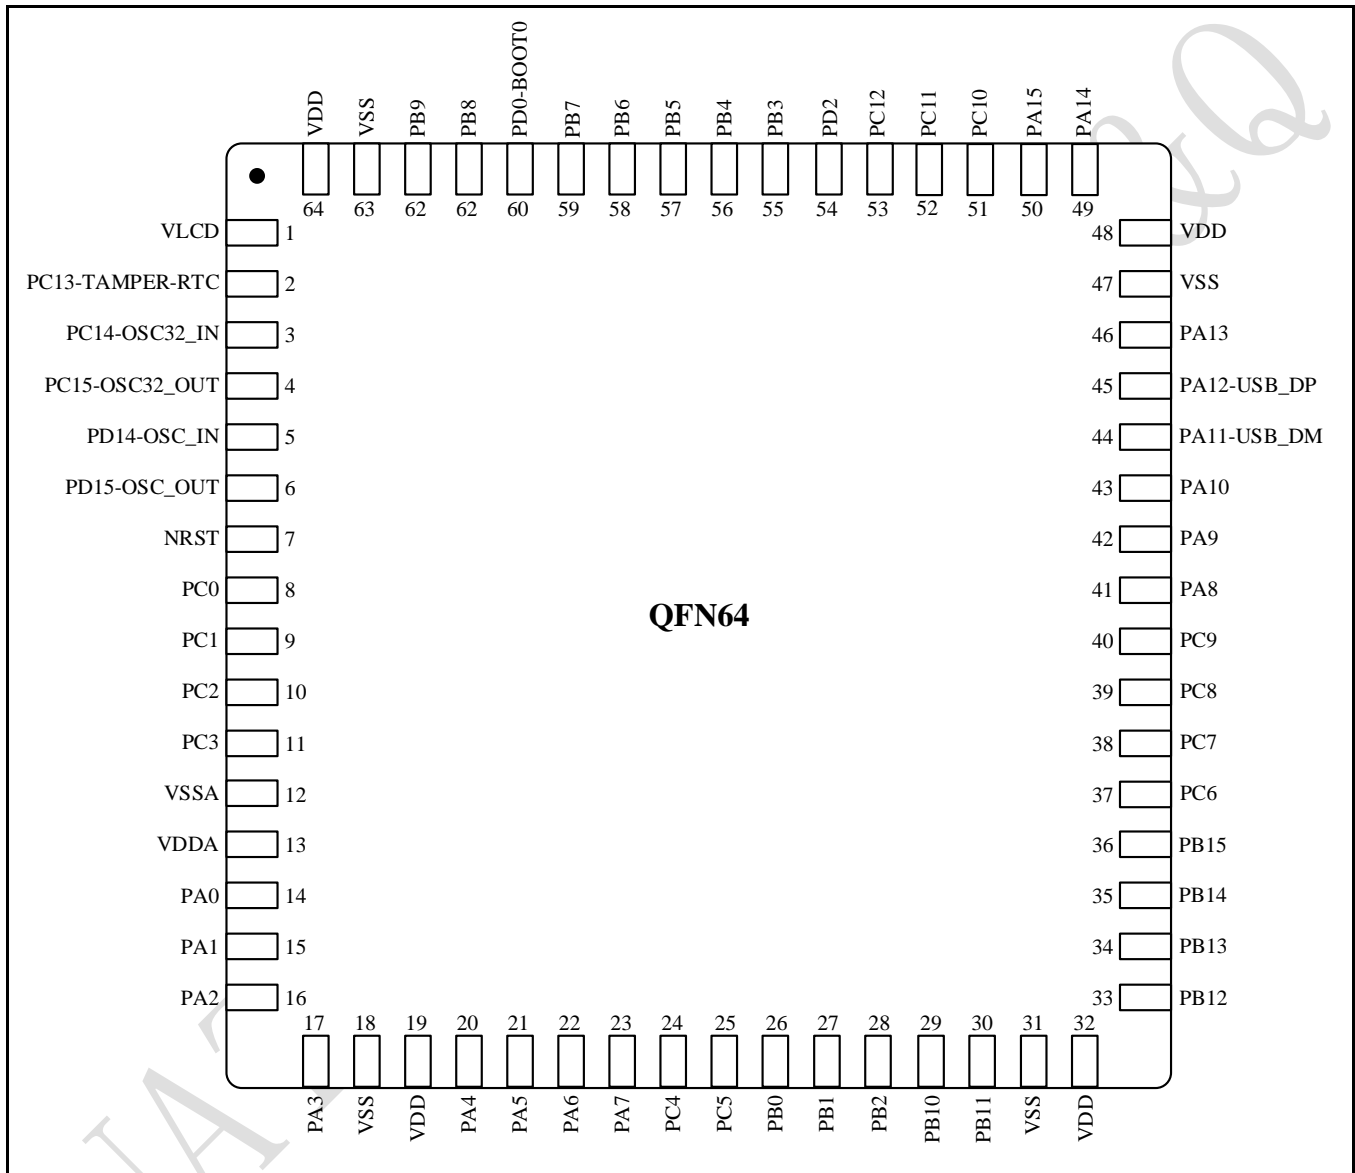 VDD
VSS
PB9
PB8
PD0-BOOT0
PB7
PB6
PB5
PB4
PB3
PD2
PC12
PC11
PC10
PA15
PA14
64 63 62 62 60 59 58 57 56 55 54 53 52 51 50 49
VLCD 1
PC13-TAMPER-RTC 2
PC14-OSC32_IN 3
PC15-OSC32_OUT 4
PD14-OSC_IN 5
PD15-OSC_OUT 6
NRST 7
PC0 8
PC1 9
PC2 10
PC3 11
VSSA 12
VDDA 13
PA0 14
PA1 15
PA2 16
QFN64
48 VDD
47 VSS
46 PA13
45 PA12-USB_DP
44 PA11-USB_DM
43 PA10
42 PA9
41 PA8
40 PC9
39 PC8
38 PC7
37 PC6
36 PB15
35 PB14
34 PB13
33 PB12
17 18 19 20 21 22 23 24 25 26 27 28 29 30 31 32
PA3
VSS
VDD
PA4
PA5
PA6
PA7
PC4
PC5
PB0
PB1
PB2
PB10
PB11
VSS
VDD